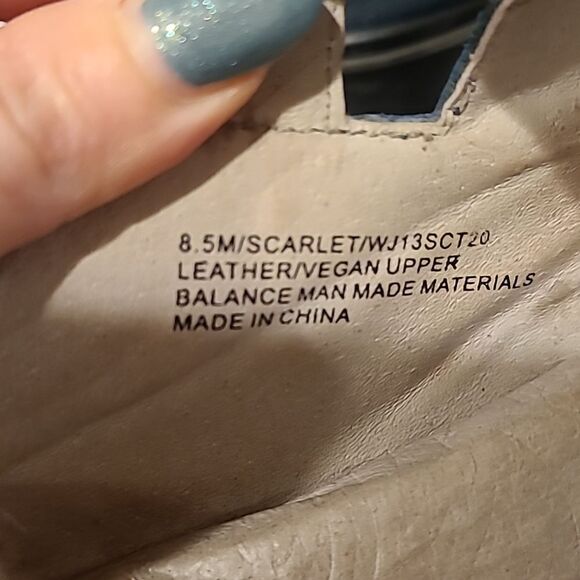 8.5M/SCARLET/WJ13SCT20
LEATHER/VEGAN UPPER
BALANCE MAN MADE MATERIALS
MADE IN CHINA